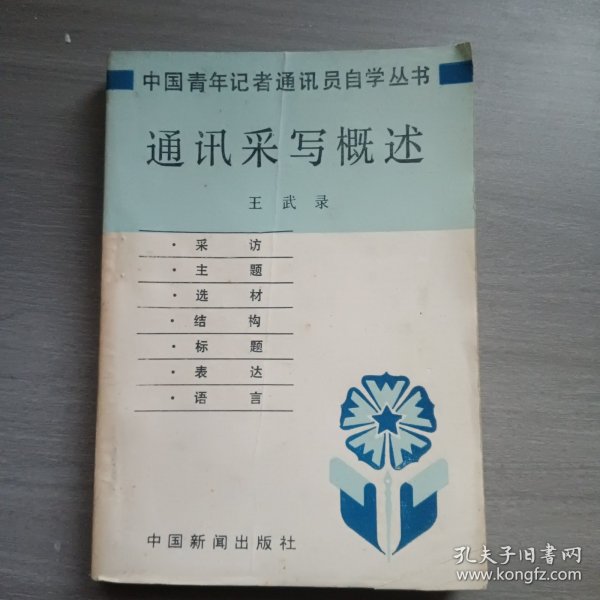 中国青年记者通讯员自学丛书
通讯采写概述
王武录
·采访
·主题
·选材
·结构
·标题
·表达
·语言
中国新闻出版社
孔夫子旧书网
www.kongfz.com